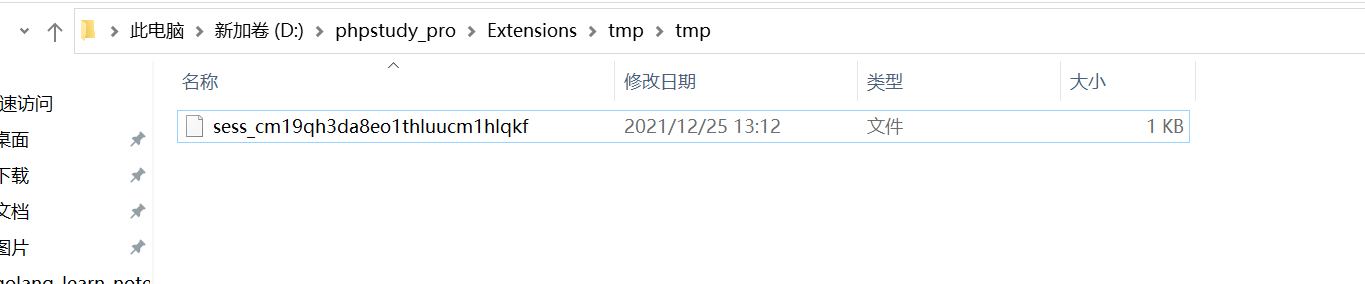 此电脑 新加卷 (D:) phpstudy_pro Extensions tmp tmp
名称 修改日期 类型 大小
速访问
sess_cm19qh3da8eo1thluucm1hlqkf 2021/12/25 13:12 文件 1 KB
桌面
下载
文档
图片
golang_learn_note